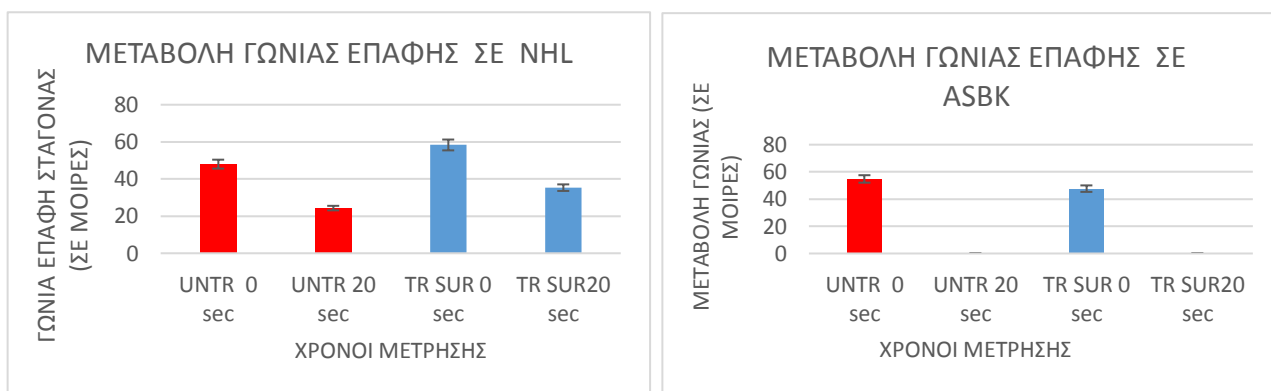 ΜΕΤΑΒΟΛΗ ΓΩΝΙΑΣ ΕΠΑΦΗΣ ΣΕ NHL
ΓΩΝΙΑ ΕΠΑΦΗ ΣΤΑΓΟΝΑΣ
(ΣΕ ΜΟΙΡΕΣ)
80
60
40
20
0
UNTR 0
sec
UNTR 20
sec
TR SUR 0
sec
TR SUR20
sec
ΧΡΟΝΟΙ ΜΕΤΡΗΣΗΣ
ΜΕΤΑΒΟΛΗ ΓΩΝΙΑΣ ΕΠΑΦΗΣ ΣΕ
ASBK
ΜΕΤΑΒΟΛΗ ΓΩΝΙΑΣ (ΣΕ
ΜΟΙΡΕΣ)
80
60
40
20
0
UNTR 0
sec
UNTR 20
sec
TR SUR 0
sec
TR SUR20
sec
ΧΡΟΝΟΙ ΜΕΤΡΗΣΗΣ